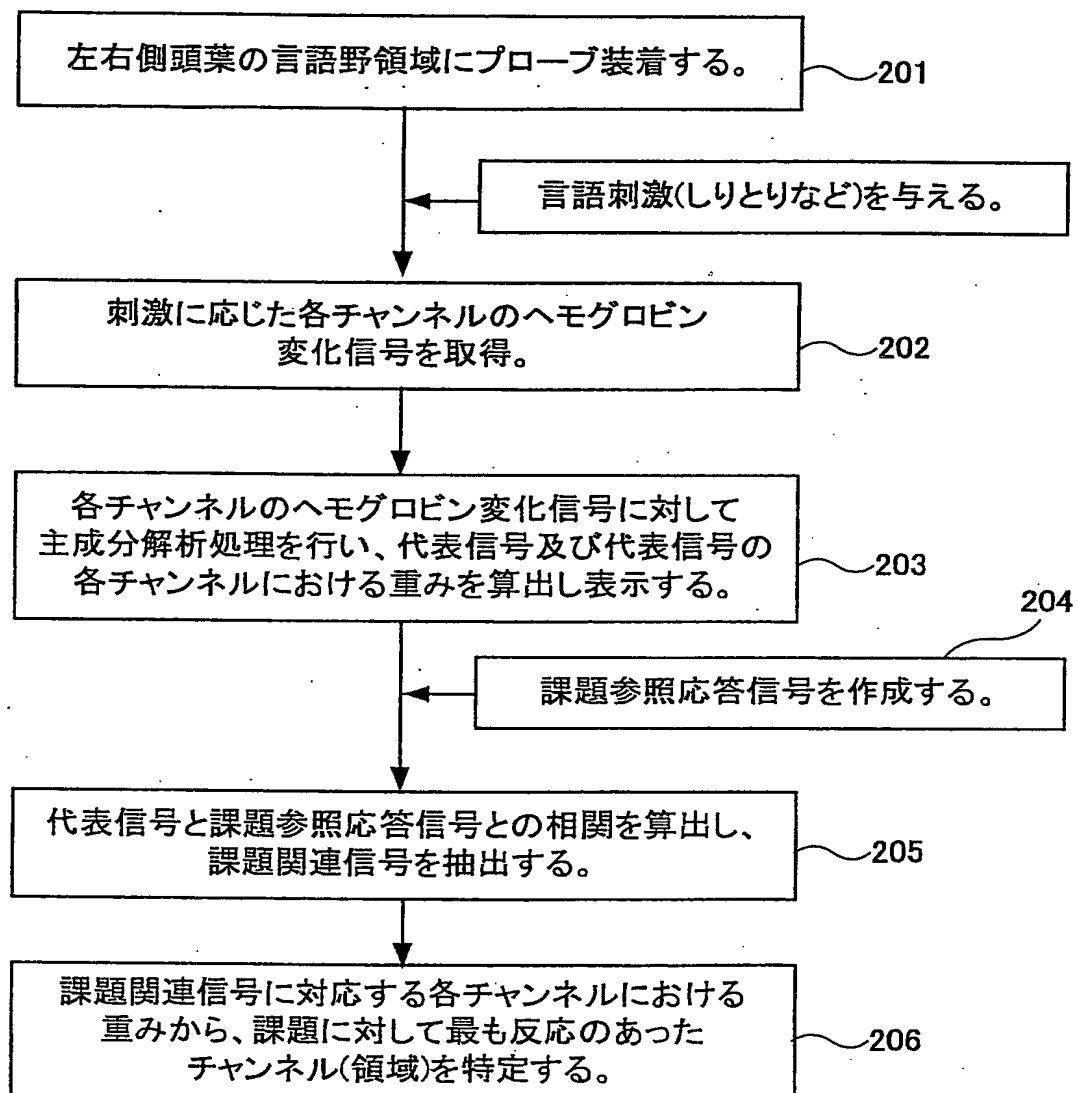 左右側頭葉の言語野領域にプローブ装着する。
201
言語刺激(しりとりなど)を与える。
刺激に応じた各チャンネルのヘモグロビン
変化信号を取得。
202
各チャンネルのヘモグロビン変化信号に対して
主成分解析処理を行い、代表信号及び代表信号の
各チャンネルにおける重みを算出し表示する。
203
204
課題参照応答信号を作成する。
代表信号と課題参照応答信号との相関を算出し、
課題関連信号を抽出する。
205
課題関連信号に対応する各チャンネルにおける
重みから、課題に対して最も反応のあった
チャンネル(領域)を特定する。
206